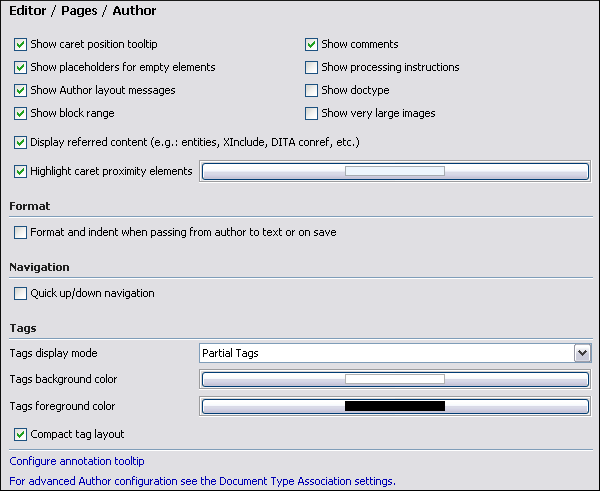 Editor / Pages / Author
Show caret position tooltip
Show comments
Show placeholders for empty elements
Show processing instructions
Show Author layout messages
Show doctype
Show block range
Show very large images
Display referred content (e.g.: entities, XInclude, DITA conref, etc.)
Highlight caret proximity elements
Format
Format and indent when passing from author to text or on save
Navigation
Quick up/down navigation
Tags
Tags display mode
Partial Tags
Tags background color
Tags foreground color
Compact tag layout
Configure annotation tooltip
For advanced Author configuration see the Document Type Association settings.